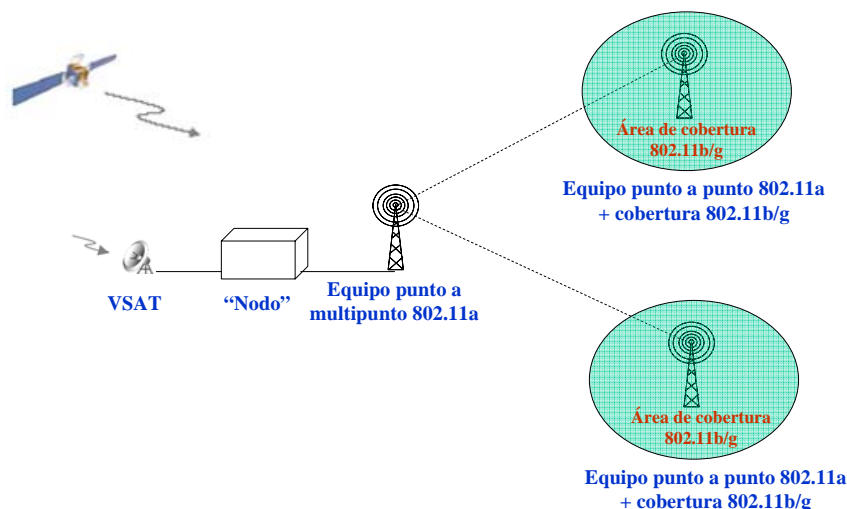 Área de cobertura
802.11b/g
Equipo punto a punto 802.11a
+ cobertura 802.11b/g
VSAT
“Nodo”
Equipo punto a
multipunto 802.11a
Área de cobertura
802.11b/g
Equipo punto a punto 802.11a
+ cobertura 802.11b/g